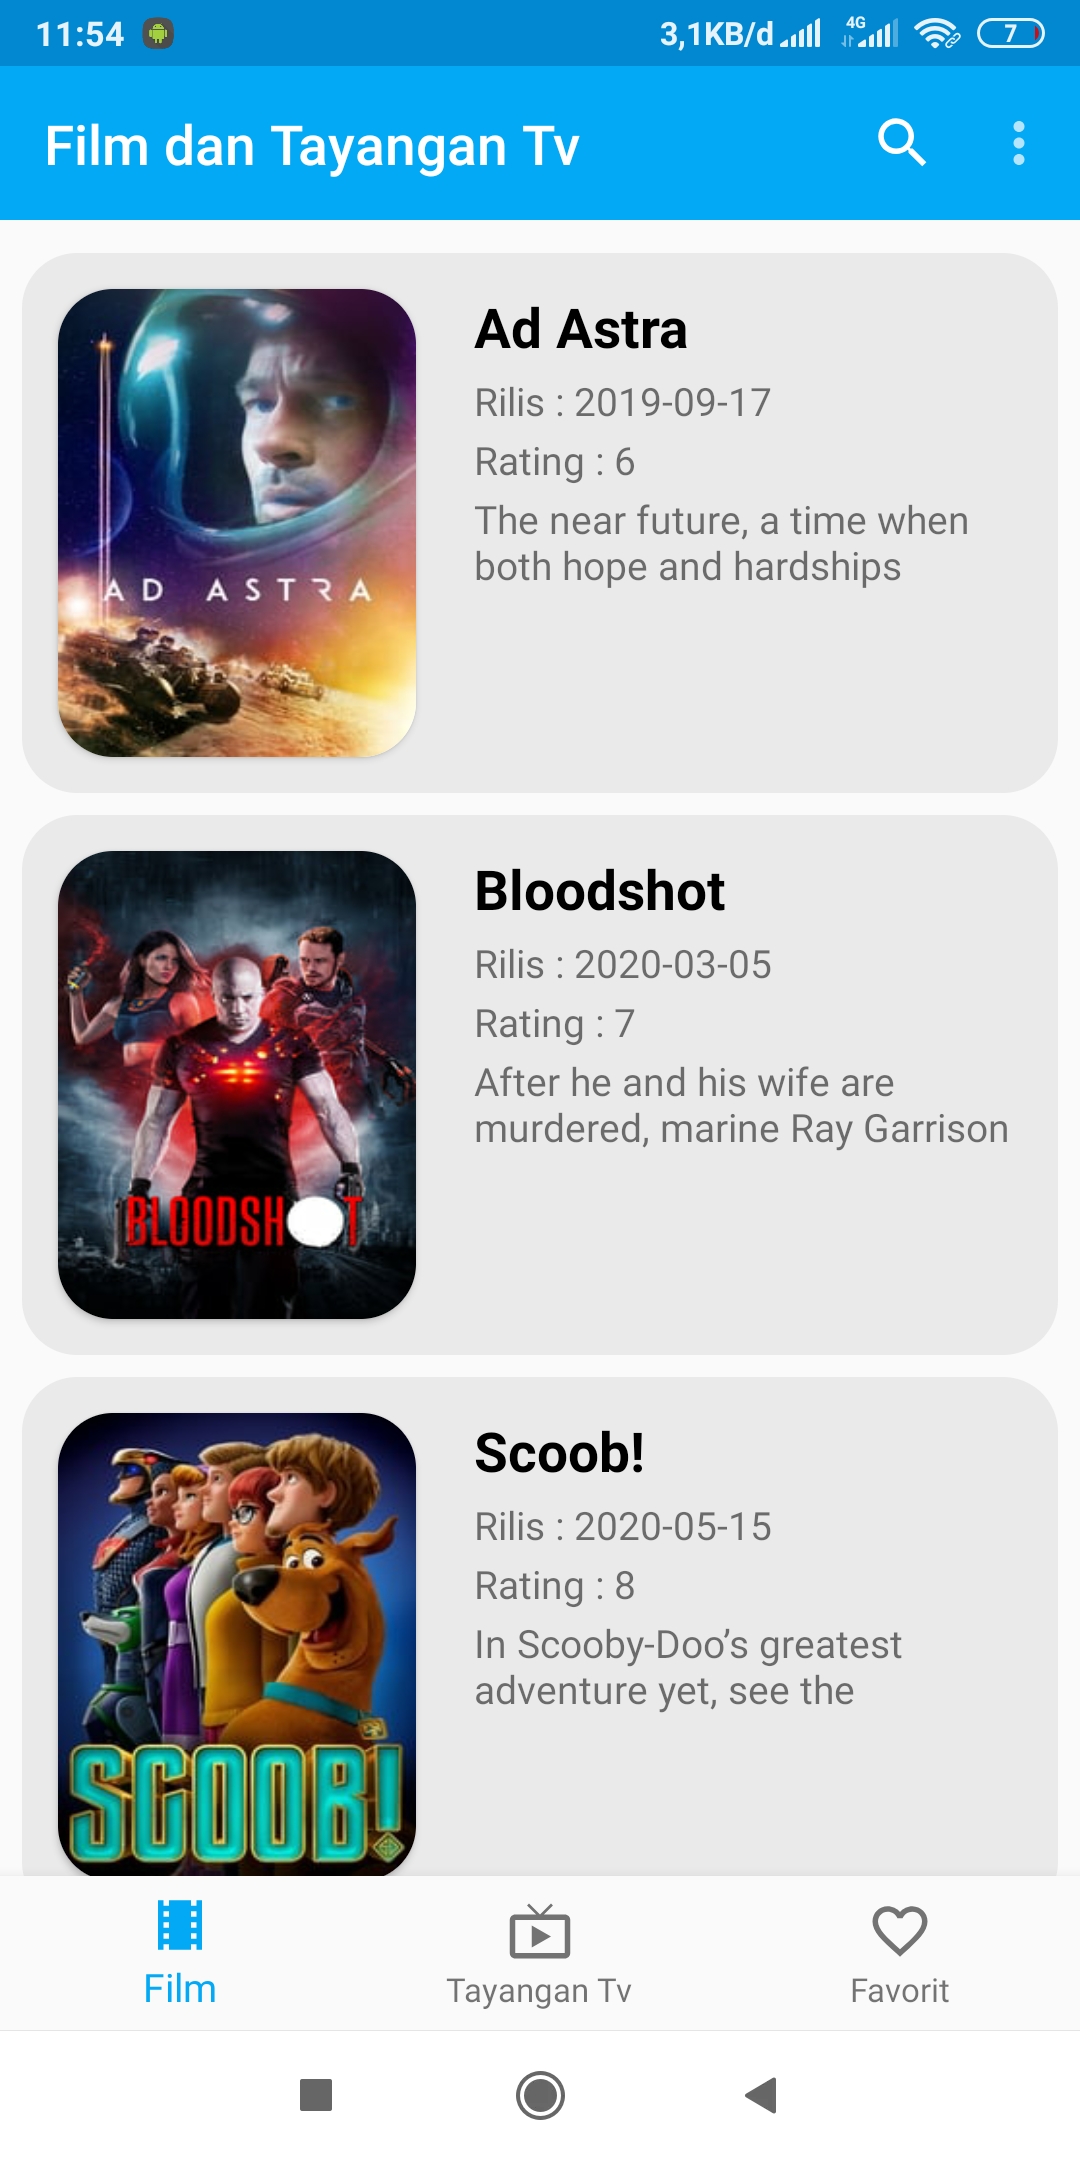 11:54 3,1KB/d 4G 7
Film dan Tayangan Tv
AD ASTRA
Ad Astra
Rilis : 2019-09-17
Rating : 6
The near future, a time when
both hope and hardships
BLOODSHOT
Bloodshot
Rilis : 2020-03-05
Rating : 7
After he and his wife are
murdered, marine Ray Garrison
SCOOB!
Scoob!
Rilis : 2020-05-15
Rating : 8
In Scooby-Doo’s greatest
adventure yet, see the
Film
Tayangan Tv
Favorit